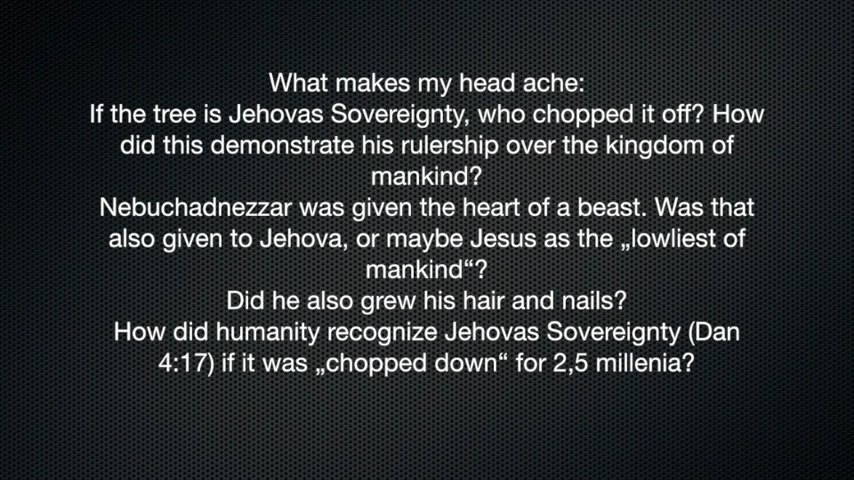 What makes my head ache:
If the tree is Jehovas Sovereignty, who chopped it off? How
did this demonstrate his rulership over the kingdom of
mankind?
Nebuchadnezzar was given the heart of a beast. Was that
also given to Jehova, or maybe Jesus as the „lowliest of
mankind“?
Did he also grew his hair and nails?
How did humanity recognize Jehovas Sovereignty (Dan
4:17) if it was „chopped down“ for 2,5 millenia?